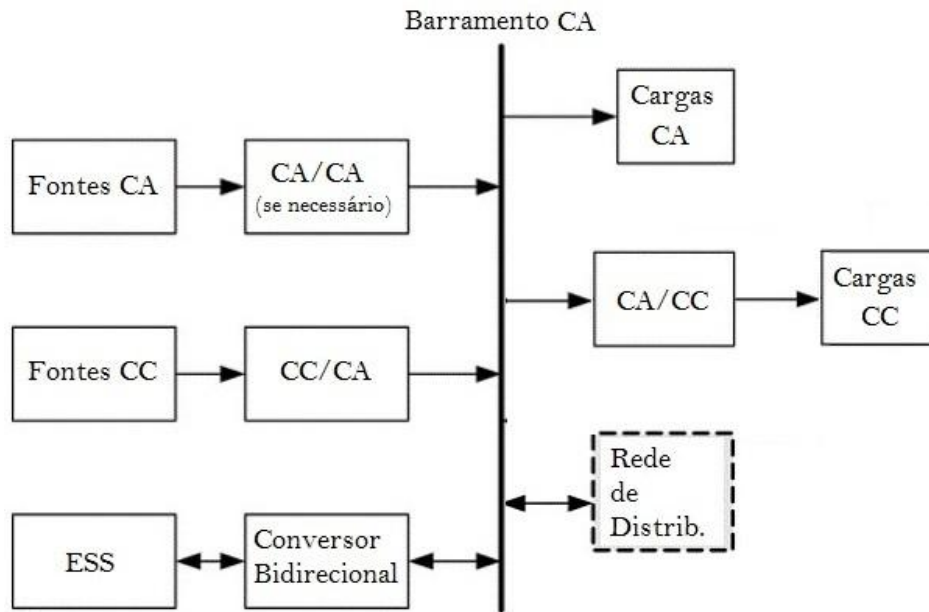 Barramento CA
Cargas
CA
Fontes CA
CA/CA
(se necessário)
CA/CC
Cargas
CC
Fontes CC
CC/CA
Rede
de
Distrib.
ESS
Conversor
Bidirecional